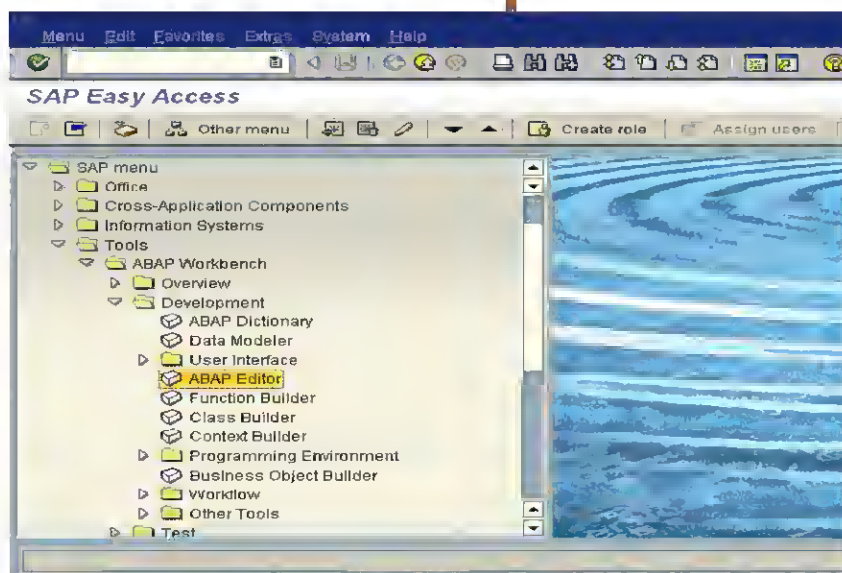 Menu Edit Favorites Extras System Help
SAP Easy Access
Other menu Create role Assign users
SAP menu
Office
Cross-Application Components
Information Systems
Tools
ABAP Workbench
Overview
Development
ABAP Dictionary
Data Modeler
User Interface
ABAP Editor
Function Builder
Class Builder
Context Builder
Programming Environment
Business Object Builder
Workflow
Other Tools
Test